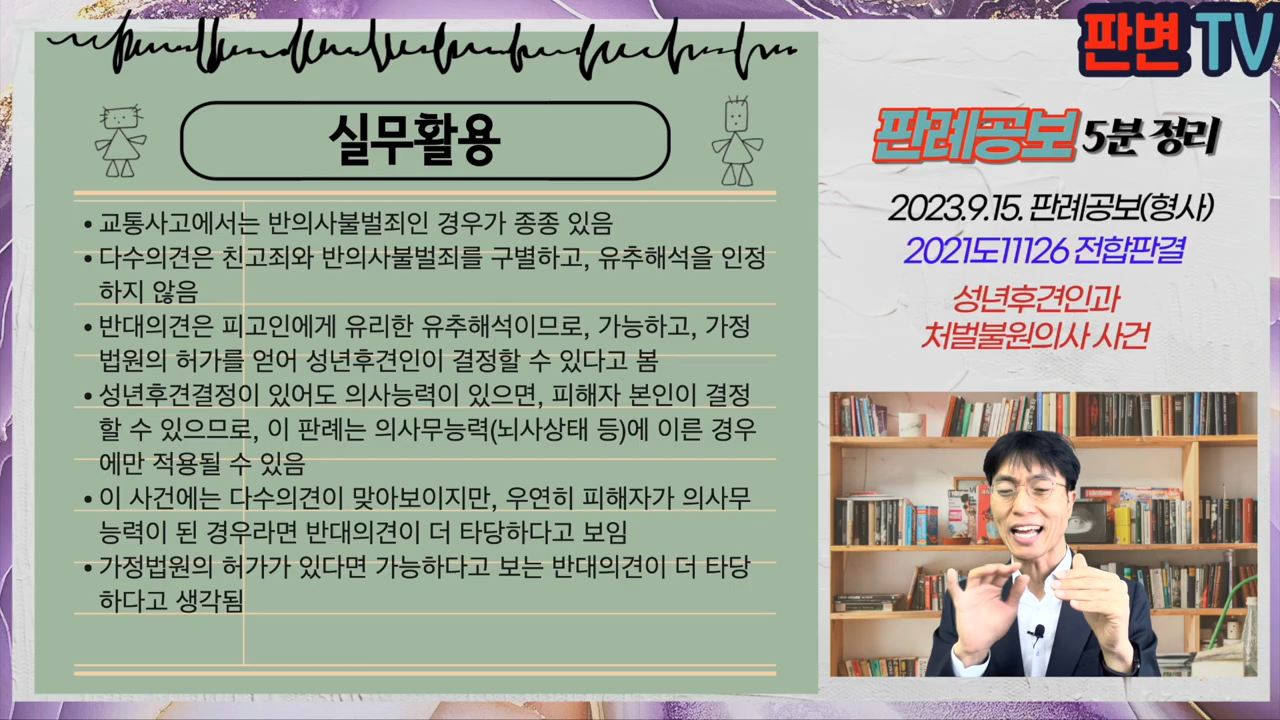 판변 TV
실무활용
• 교통사고에서는 반의사불벌죄인 경우가 종종 있음
• 다수의견은 친고죄와 반의사불벌죄를 구별하고, 유추해석을 인정
하지 않음
• 반대의견은 피고인에게 유리한 유추해석이므로, 가능하고, 가정
법원의 허가를 얻어 성년후견인이 결정할 수 있다고 봄
• 성년후견결정이 있어도 의사능력이 있으면, 피해자 본인이 결정
할 수 있으므로, 이 판례는 의사무능력(뇌사상태 등)에 이른 경우
에만 적용될 수 있음
• 이 사건에는 다수의견이 맞아보이지만, 우연히 피해자가 의사무
능력이 된 경우라면 반대의견이 더 타당하다고 보임
• 가정법원의 허가가 있다면 가능하다고 보는 반대의견이 더 타당
하다고 생각됨
판례공보 5분 정리
2023.9.15. 판례공보(형사)
2021도11126 전합판결
성년후견인과
처벌불원의사 사건